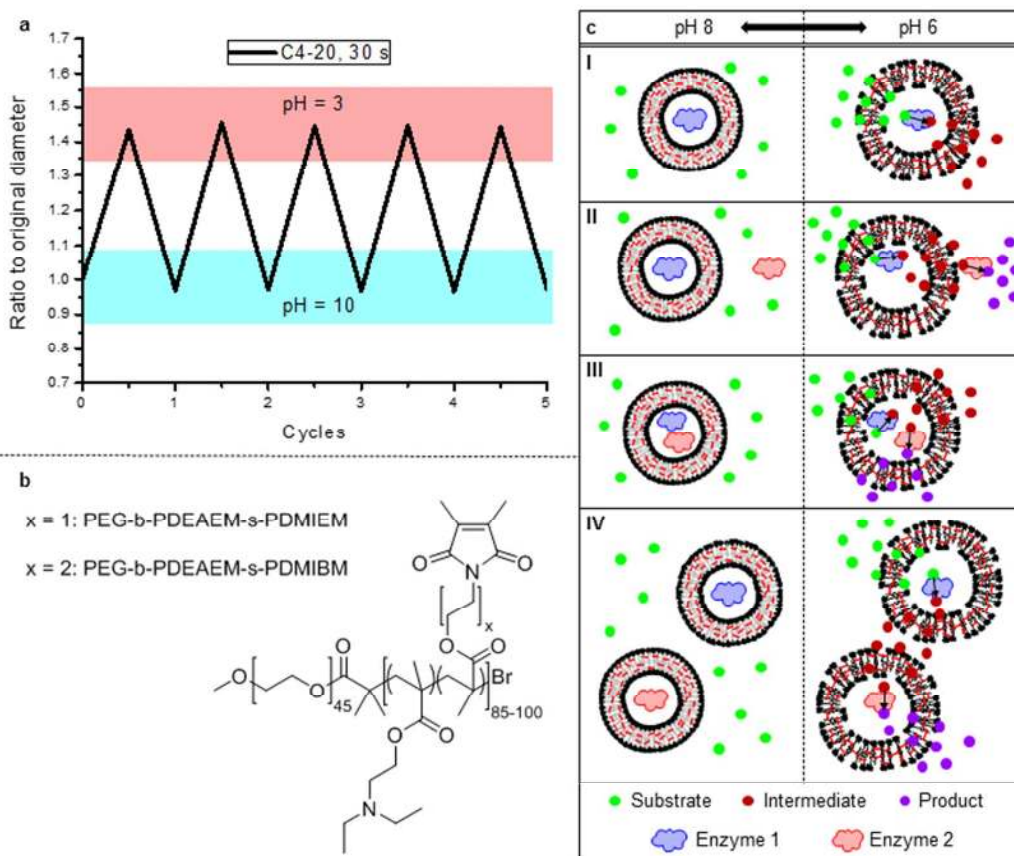 a
C4-20, 30 s
1.7
1.6
1.5
1.4
1.3
1.2
1.1
1.0
0.9
0.8
0.7
pH = 3
pH = 10
Ratio to original diameter
0
1
2
3
4
5
Cycles
b
x = 1: PEG-b-PDEAEM-s-PDMIEM
x = 2: PEG-b-PDEAEM-s-PDMIBM
O
O
N
x
O
O
O
O
45
O
Br
85-100
O
O
N
c
pH 8
pH 6
I
II
III
IV
Substrate
Intermediate
Product
Enzyme 1
Enzyme 2